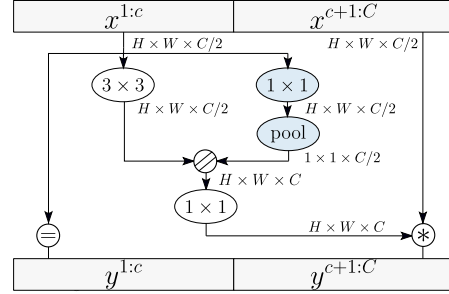 x^{1:c} x^{c+1:C}
H × W × C/2 H × W × C/2
3 × 3 1 × 1
H × W × C/2 H × W × C/2
pool
1 × 1 × C/2
H × W × C
1 × 1
H × W × C
= *
y^{1:c} y^{c+1:C}